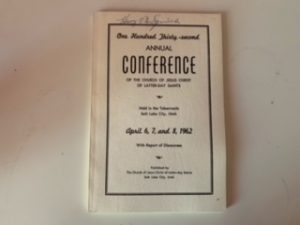 One Hundred Thirty-second
ANNUAL
CONFERENCE
OF THE CHURCH OF JESUS CHRIST
OF LATTER-DAY SAINTS
Held in the Tabernacle
Salt Lake City, Utah
April 6, 7, and 8, 1962
With Report of Discourses
Published by
The Church of Jesus Christ of Latter-day Saints
Salt Lake City, Utah